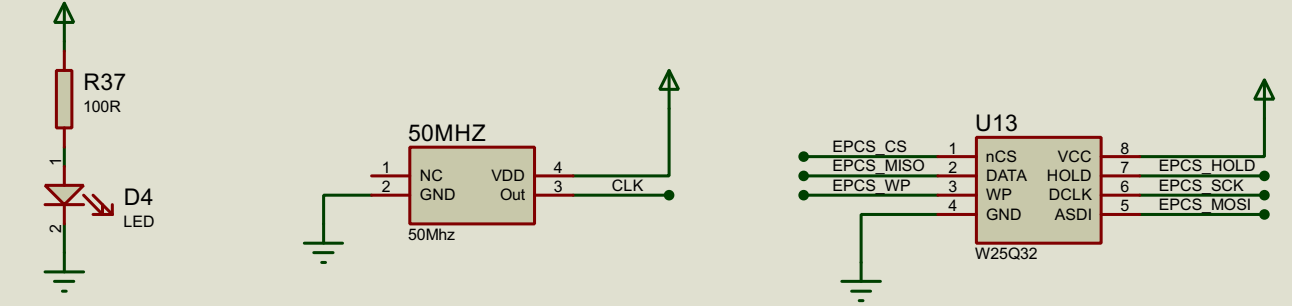 R37
100R
1
D4
LED
2
50MHZ
1 NC VDD 4
2 GND Out 3 CLK
50Mhz
U13
EPCS_CS 1 nCS VCC 8
EPCS_MISO 2 DATA HOLD 7 EPCS_HOLD
EPCS_WP 3 WP DCLK 6 EPCS_SCK
4 GND ASDI 5 EPCS_MOSI
W25Q32